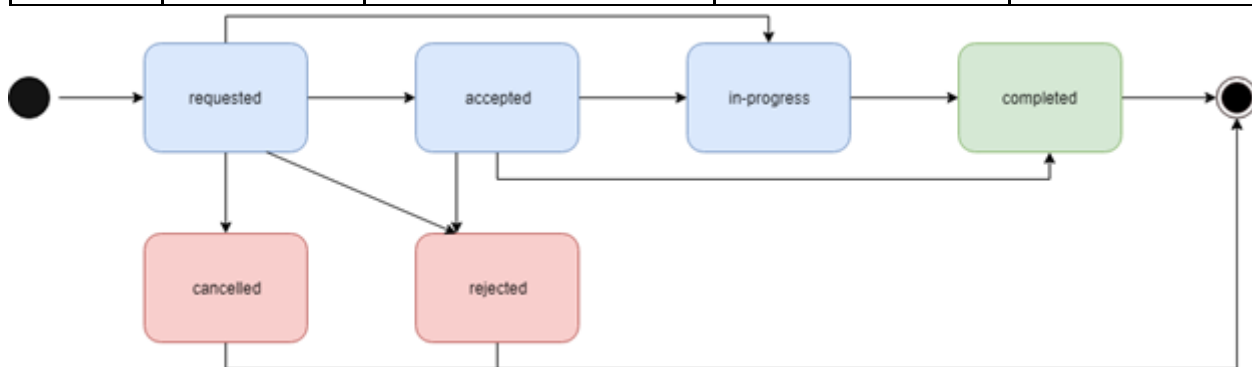 requested
accepted
in-progress
completed
cancelled
rejected